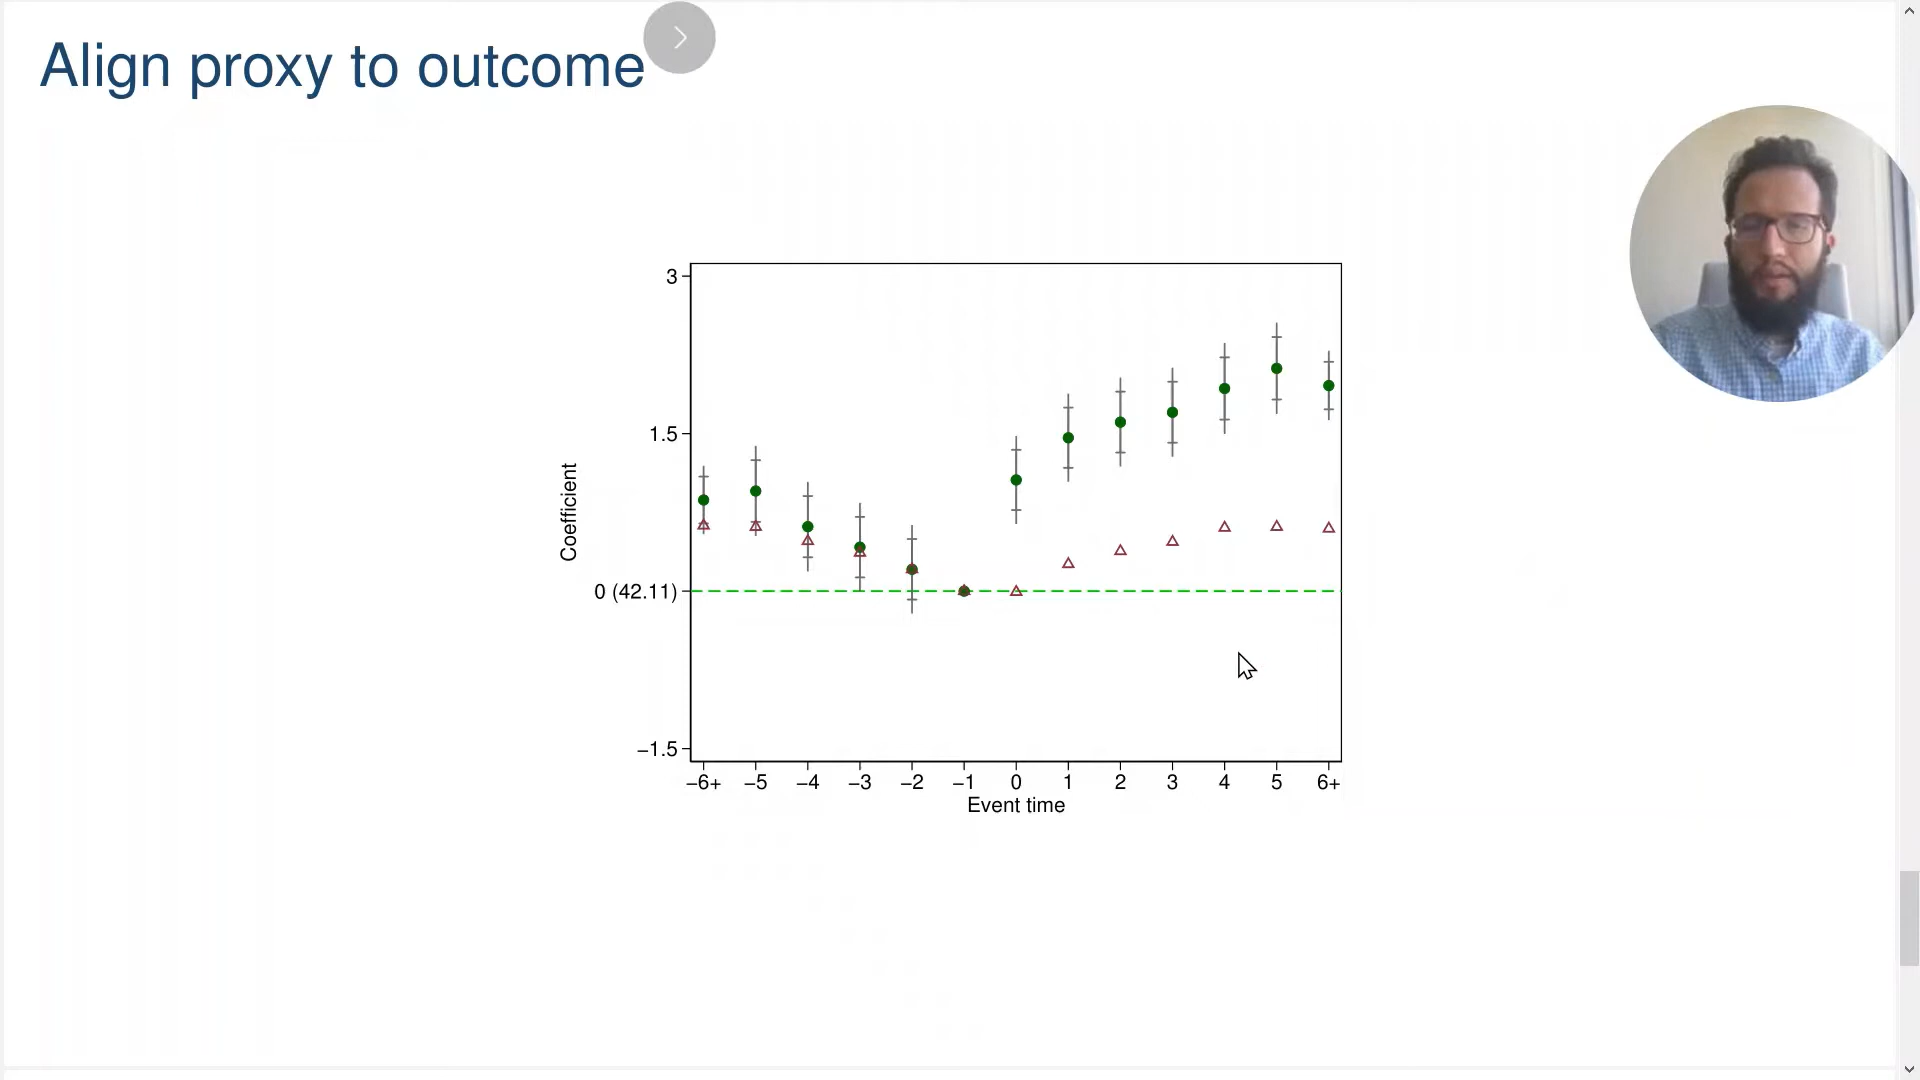 Align proxy to outcome
3
1.5
Coefficient
0 (42.11)
−1.5
−6+ −5 −4 −3 −2 −1 0 1 2 3 4 5 6+
Event time